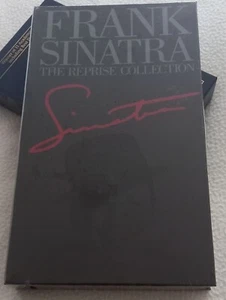 FRANK
SINATRA
THE REPRISE COLLECTION
Sinatra